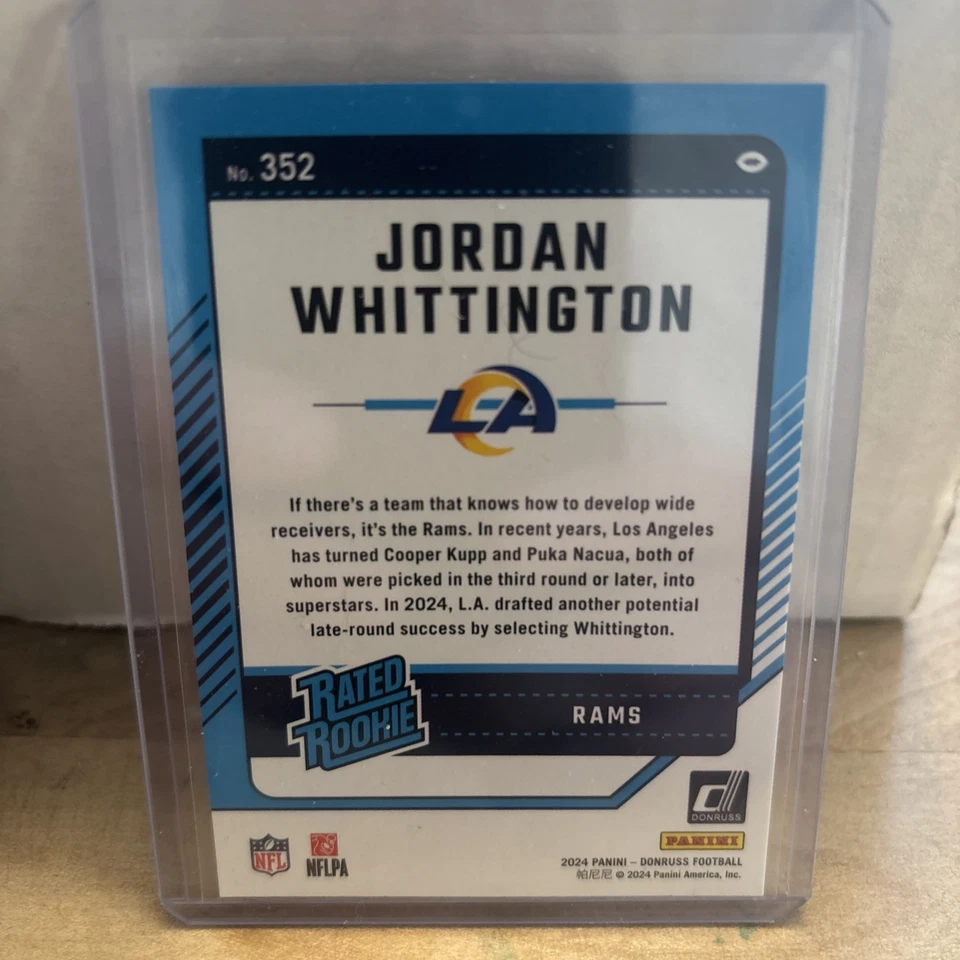 No. 352
JORDAN
WHITTINGTON
LA
If there's a team that knows how to develop wide
receivers, it's the Rams. In recent years, Los Angeles
has turned Cooper Kupp and Puka Nacua, both of
whom were picked in the third round or later, into
superstars. In 2024, L.A. drafted another potential
late-round success by selecting Whittington.
RATED
ROOKIE
RAMS
d
DONRUSS
PANINI
NFL
NFLPA
2024 PANINI – DONRUSS FOOTBALL
帕尼尼 © 2024 Panini America, Inc.